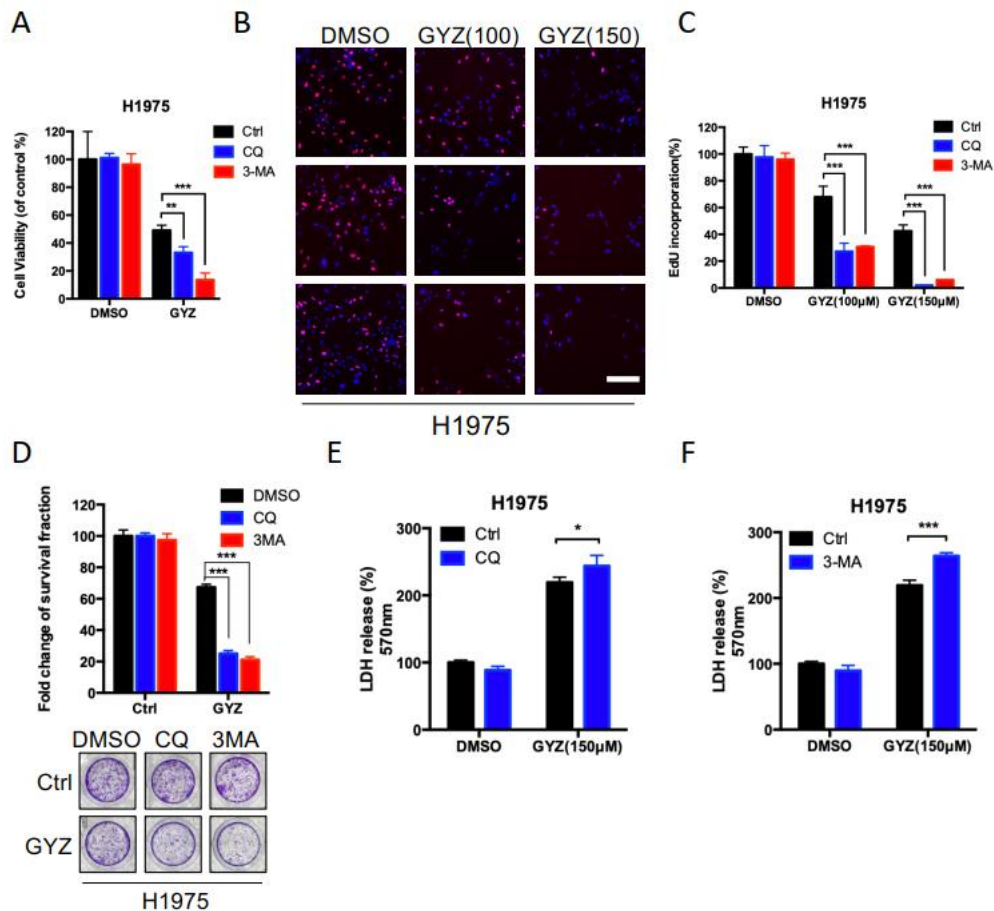 A
H1975
Ctrl
CQ
3-MA
Cell Viability (of control %)
120
100
80
60
40
20
0
***
**
DMSO
GYZ
B
DMSO GYZ(100) GYZ(150)
H1975
C
H1975
Ctrl
CQ
3-MA
EdU incoprporation(%)
120
100
80
60
40
20
0
***
***
***
***
DMSO
GYZ(100μM)
GYZ(150μM)
D
DMSO
CQ
3MA
Fold change of survival fraction
120
100
80
60
40
20
0
***
***
Ctrl
GYZ
DMSO CQ 3MA
Ctrl
GYZ
H1975
E
H1975
Ctrl
CQ
LDH release (%)
570nm
300
200
100
0
*
DMSO
GYZ(150μM)
F
H1975
Ctrl
3-MA
LDH release (%)
570nm
300
200
100
0
***
DMSO
GYZ(150μM)